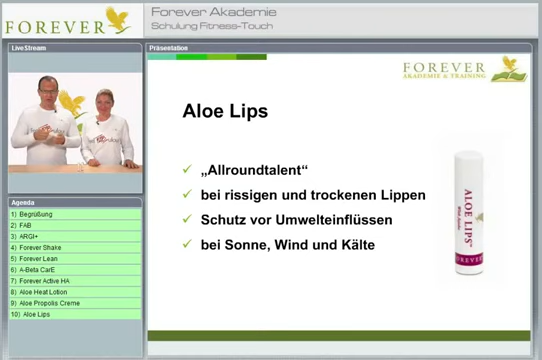 FOREVER
Forever Akademie
Schulung Fitness-Touch
LiveStream
Präsentation
FOREVER
AKADEMIE & TRAINING
Aloe Lips
„Allroundtalent“
bei rissigen und trockenen Lippen
Schutz vor Umwelteinflüssen
bei Sonne, Wind und Kälte
ALOE LIPS
With Jojoba
FOREVER
Agenda
1) Begrüßung
2) FAB
3) ARGI+
4) Forever Shake
5) Forever Lean
6) A-Beta CarE
7) Forever Active HA
8) Aloe Heat Lotion
9) Aloe Propolis Creme
10) Aloe Lips